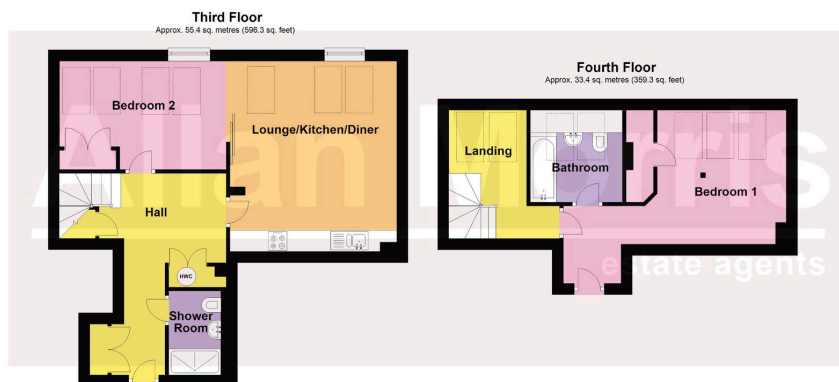 Third Floor
Approx. 55.4 sq. metres (596.3 sq. feet)
Bedroom 2
Lounge/Kitchen/Diner
Hall
HWC
Shower
Room
Fourth Floor
Approx. 33.4 sq. metres (359.3 sq. feet)
Landing
Bathroom
Bedroom 1
Allan Morris
estate agents